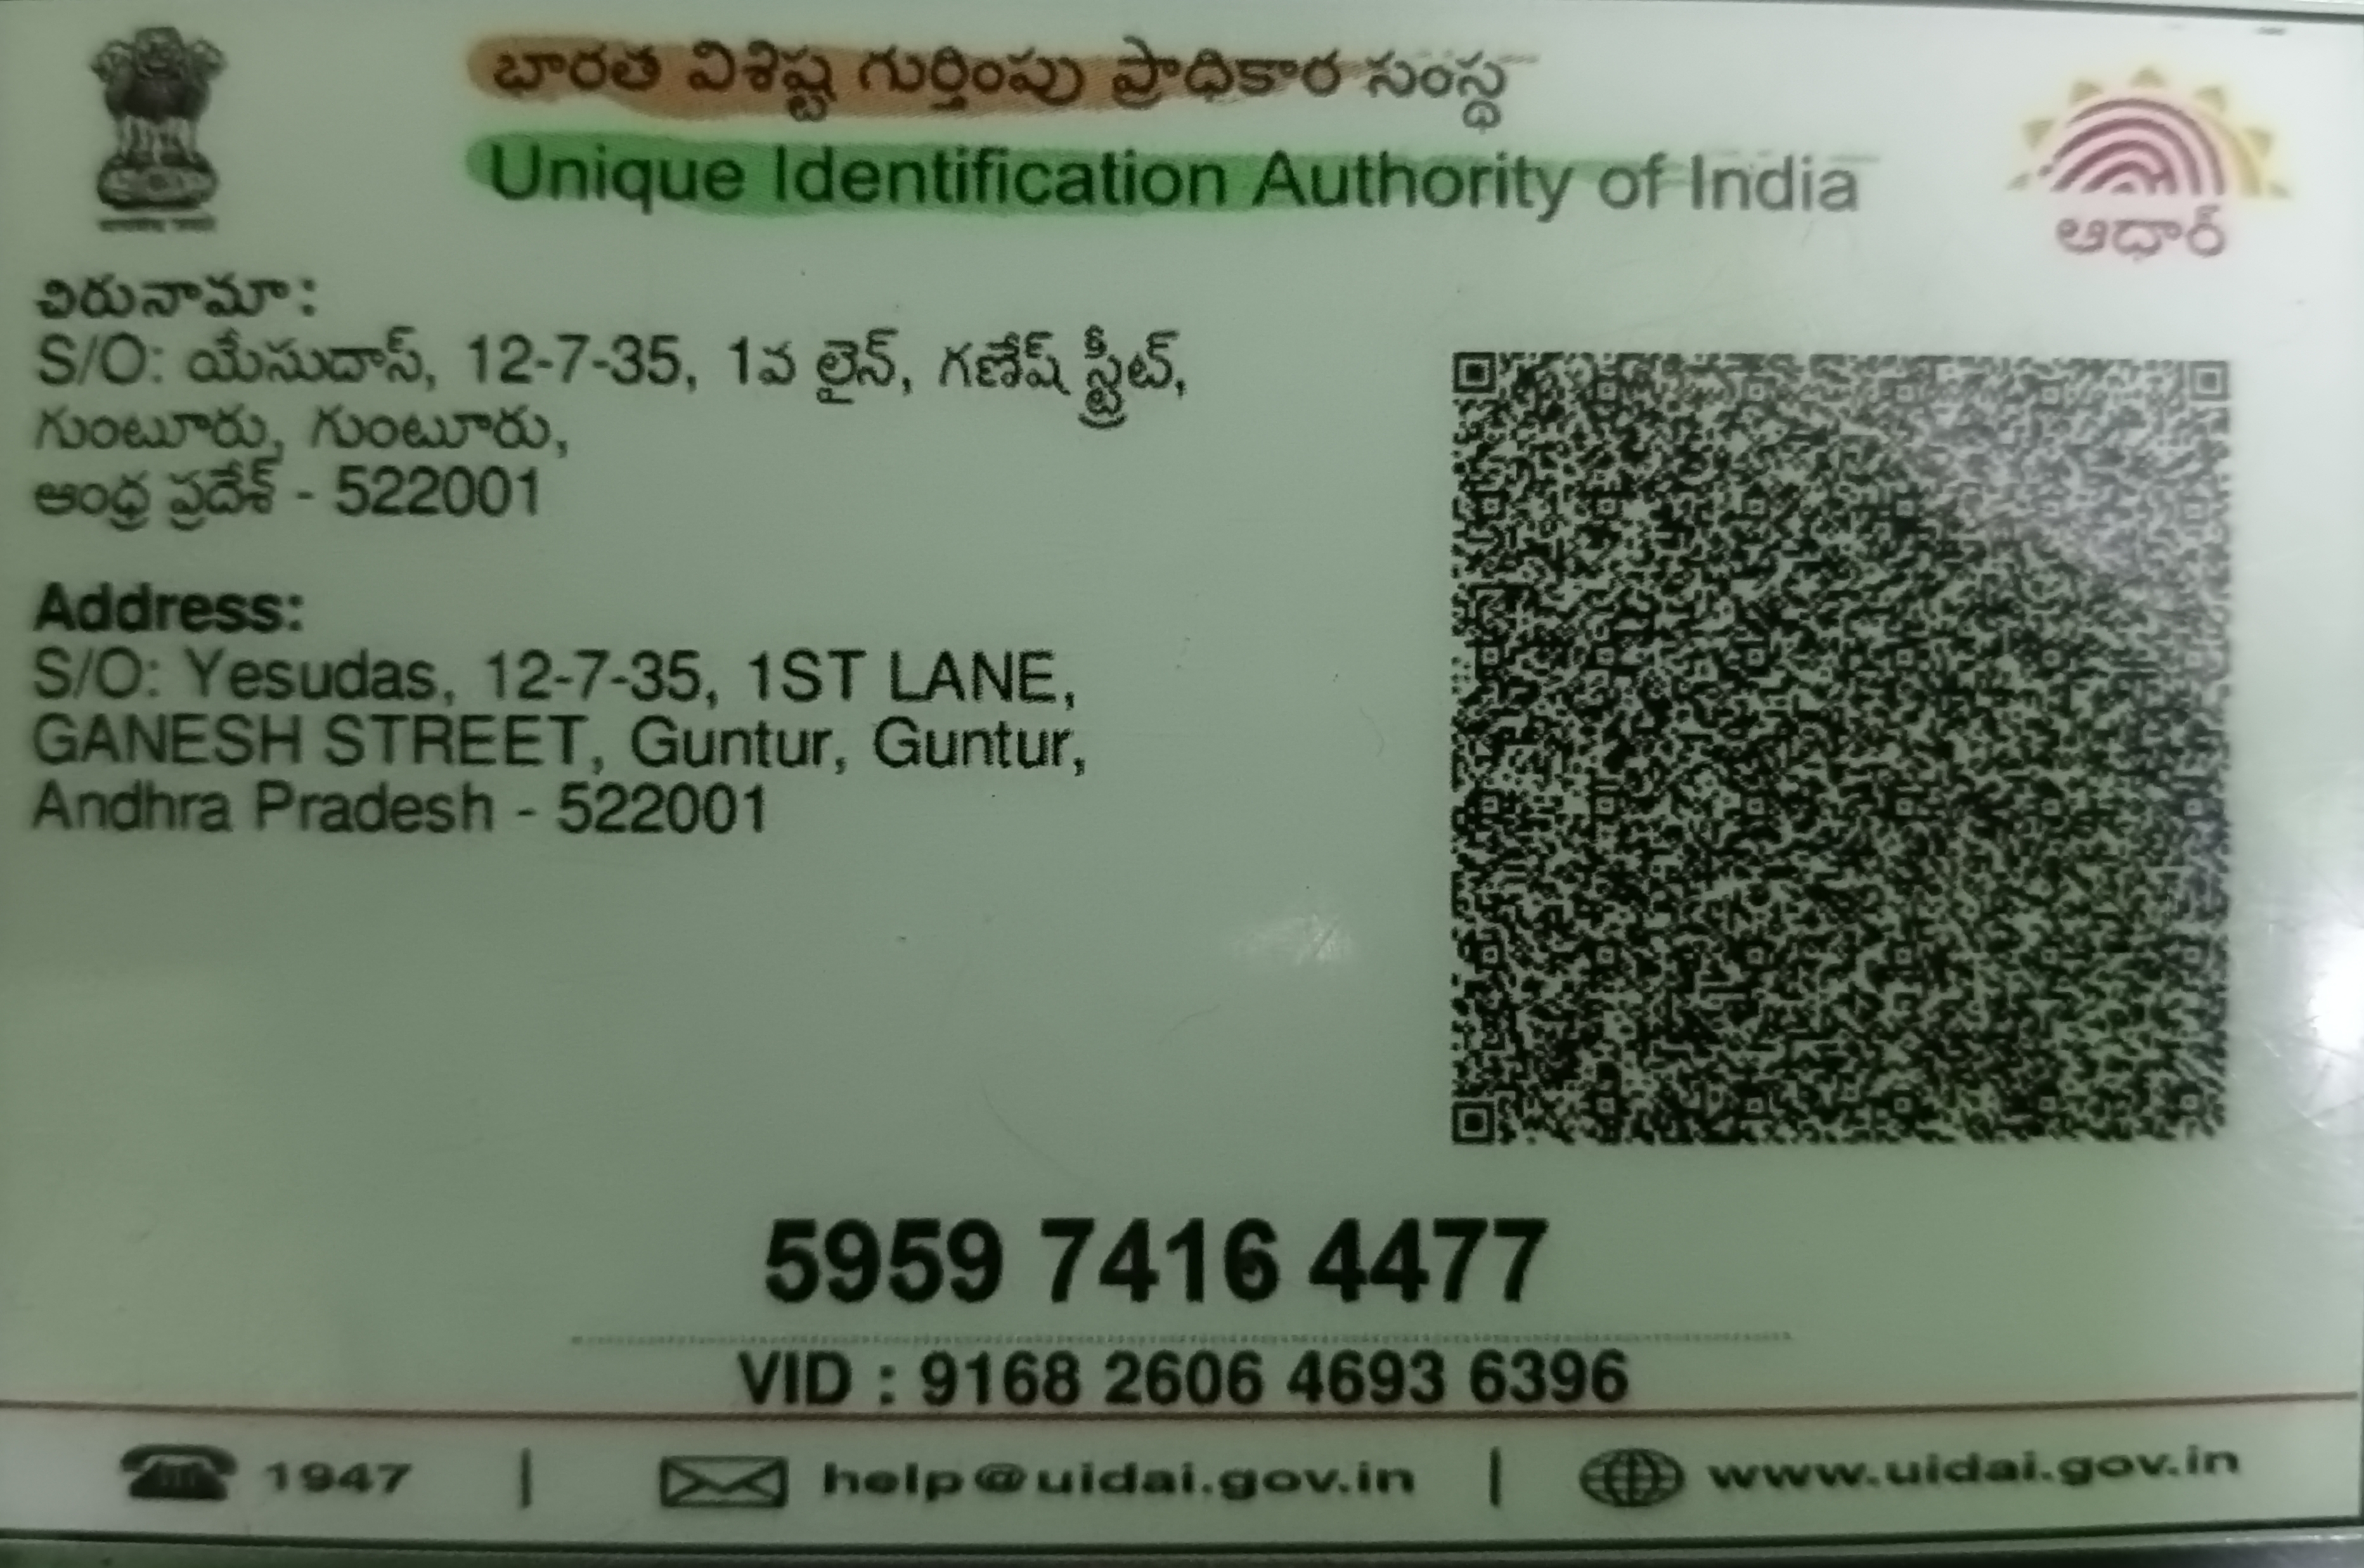 భారత విశిష్ట గుర్తింపు ప్రాధికార సంస్థ
Unique Identification Authority of India
ఆధార్
చిరునామా:
S/O: యేసుదాస్, 12-7-35, 1వ లైన్, గణేష్ స్ట్రీట్,
గుంటూరు, గుంటూరు,
ఆంధ్ర ప్రదేశ్ - 522001
Address:
S/O: Yesudas, 12-7-35, 1ST LANE,
GANESH STREET, Guntur, Guntur,
Andhra Pradesh - 522001
5959 7416 4477
VID : 9168 2606 4693 6396
1947 | help@uidai.gov.in | www.uidai.gov.in